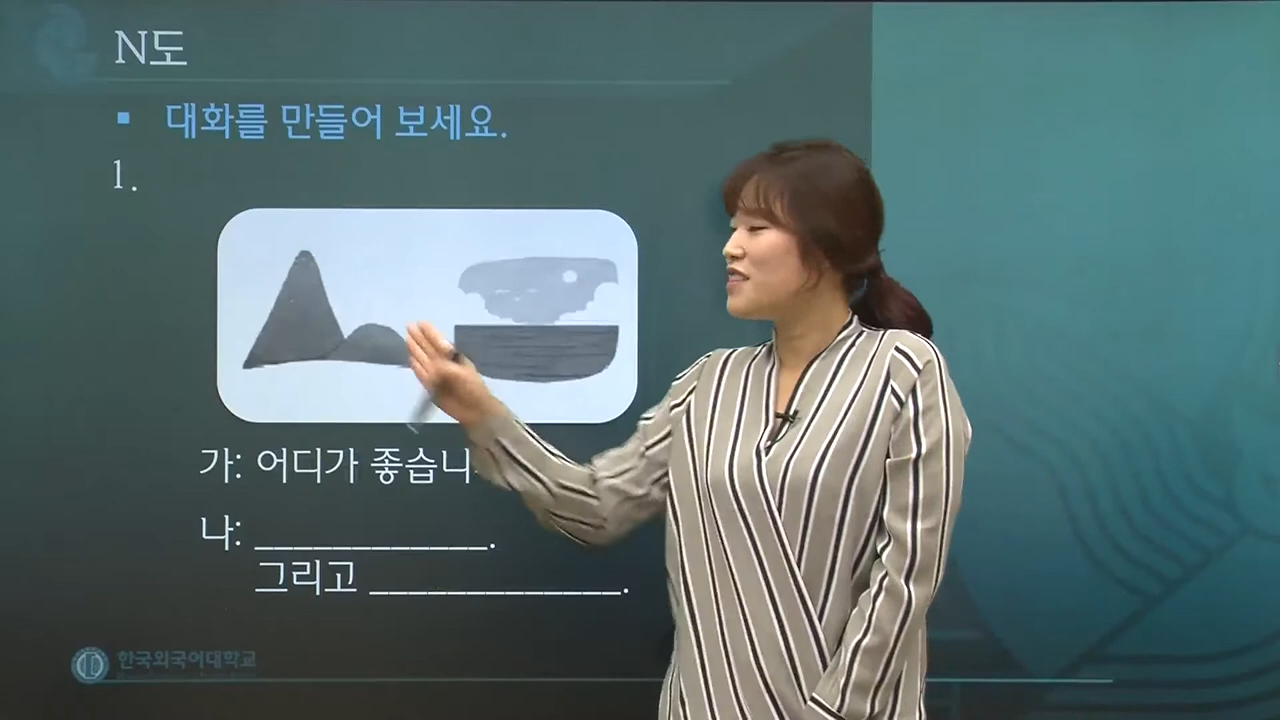 N도
▪ 대화를 만들어 보세요.
1.
가: 어디가 좋습니
나: ____________.
그리고 _____________.
한국외국어대학교